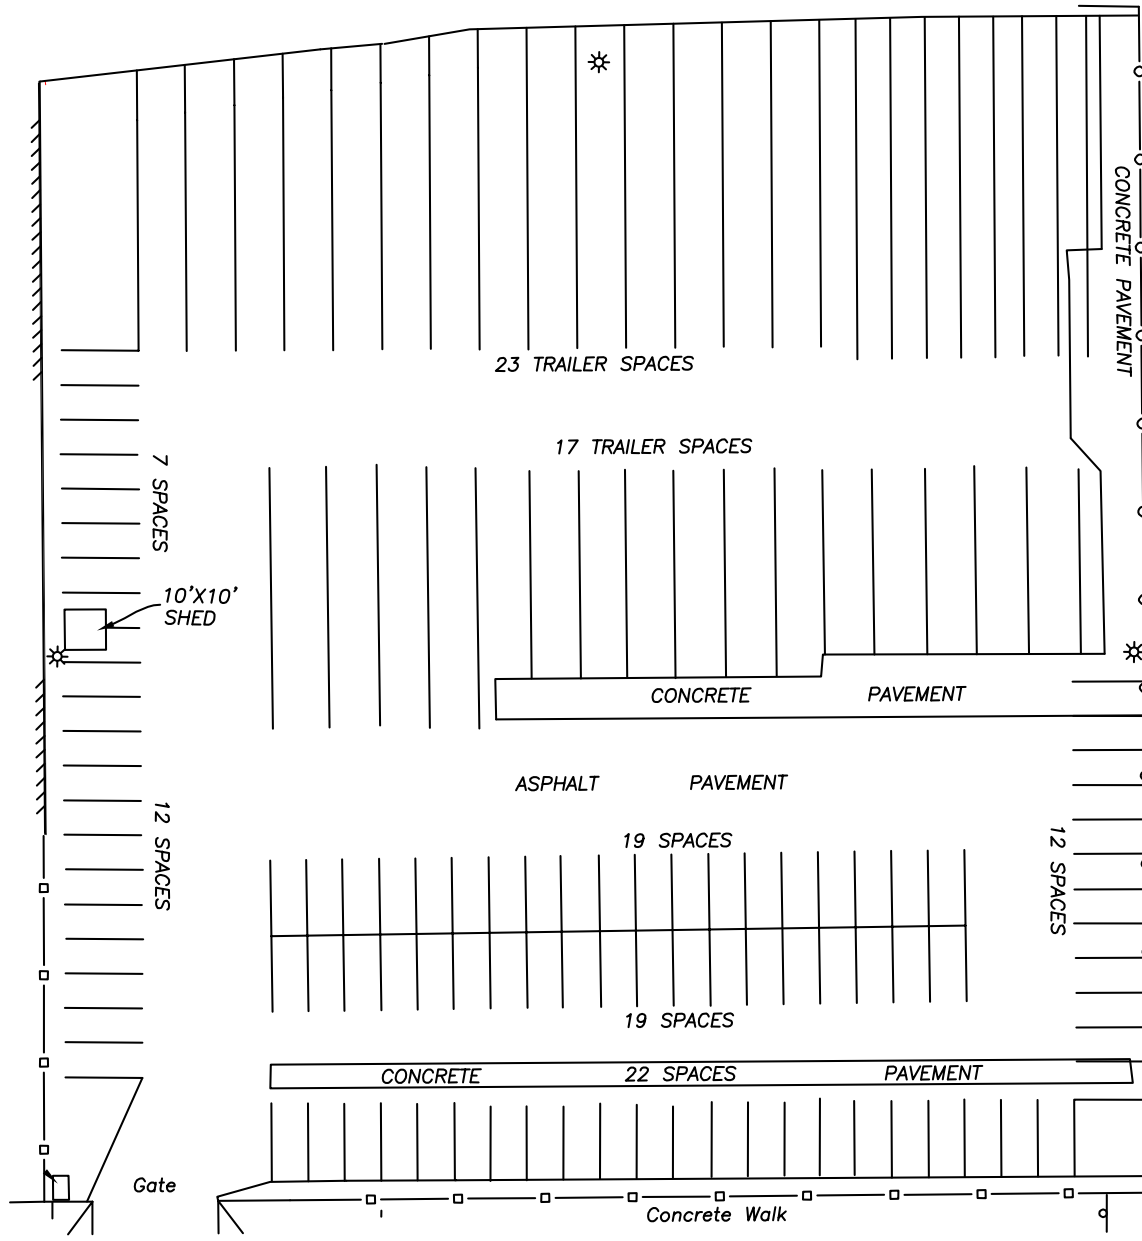 CONCRETE PAVEMENT
23 TRAILER SPACES
17 TRAILER SPACES
7 SPACES
10'X10'
SHED
CONCRETE PAVEMENT
ASPHALT PAVEMENT
12 SPACES
19 SPACES
12 SPACES
19 SPACES
CONCRETE 22 SPACES PAVEMENT
Gate
Concrete Walk